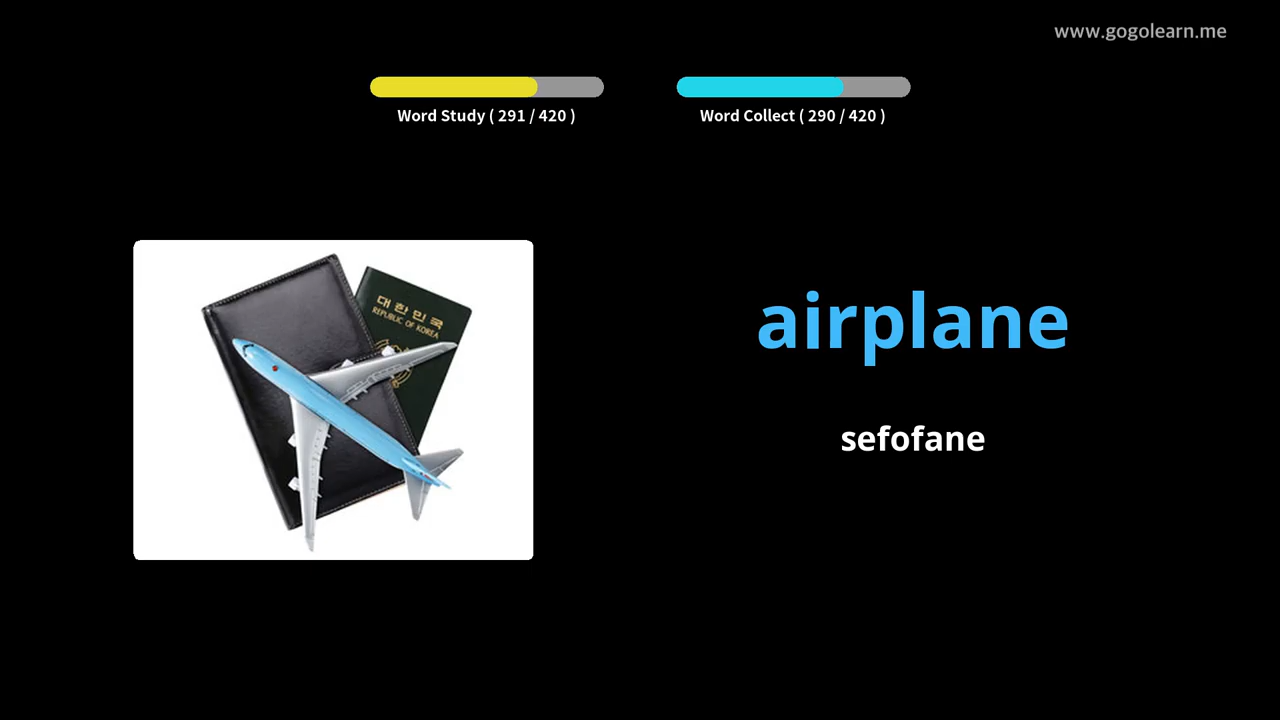 www.gogolearn.me
Word Study ( 291 / 420 )
Word Collect ( 290 / 420 )
대한민국
REPUBLIC OF KOREA
airplane
sefofane